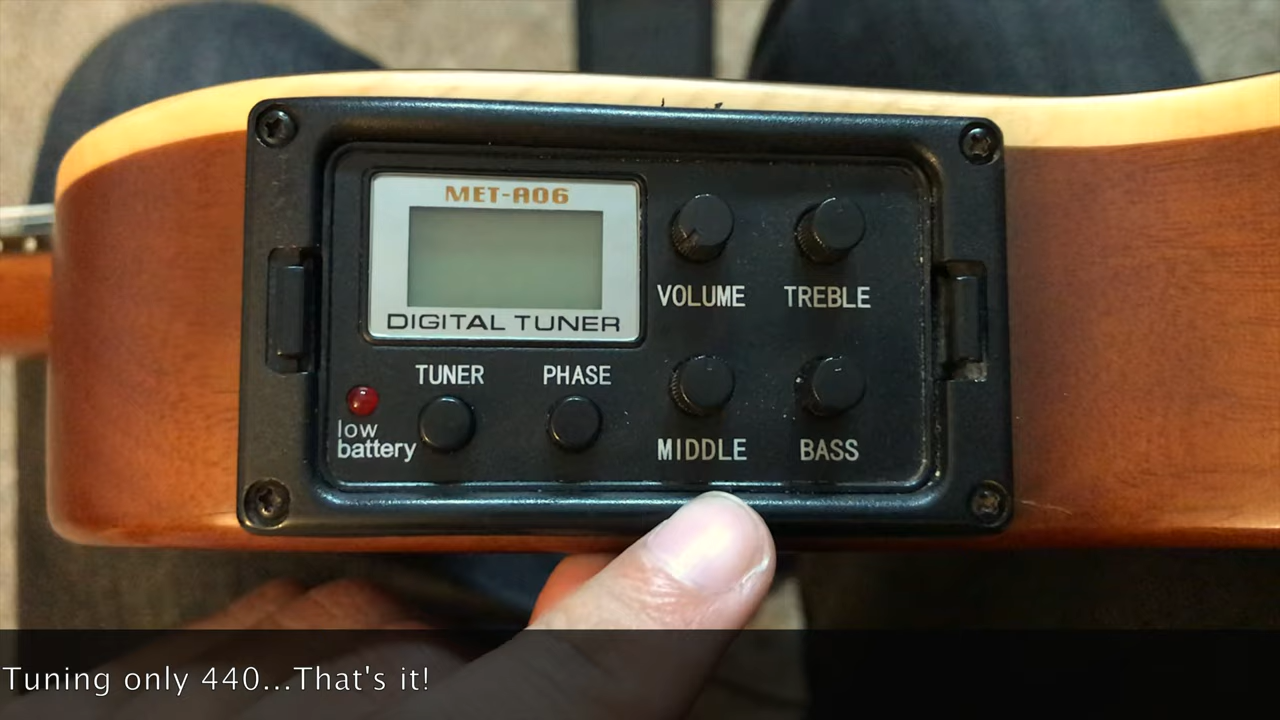 MET-A06
DIGITAL TUNER
VOLUME
TREBLE
TUNER
PHASE
low
battery
MIDDLE
BASS
Tuning only 440...That's it!